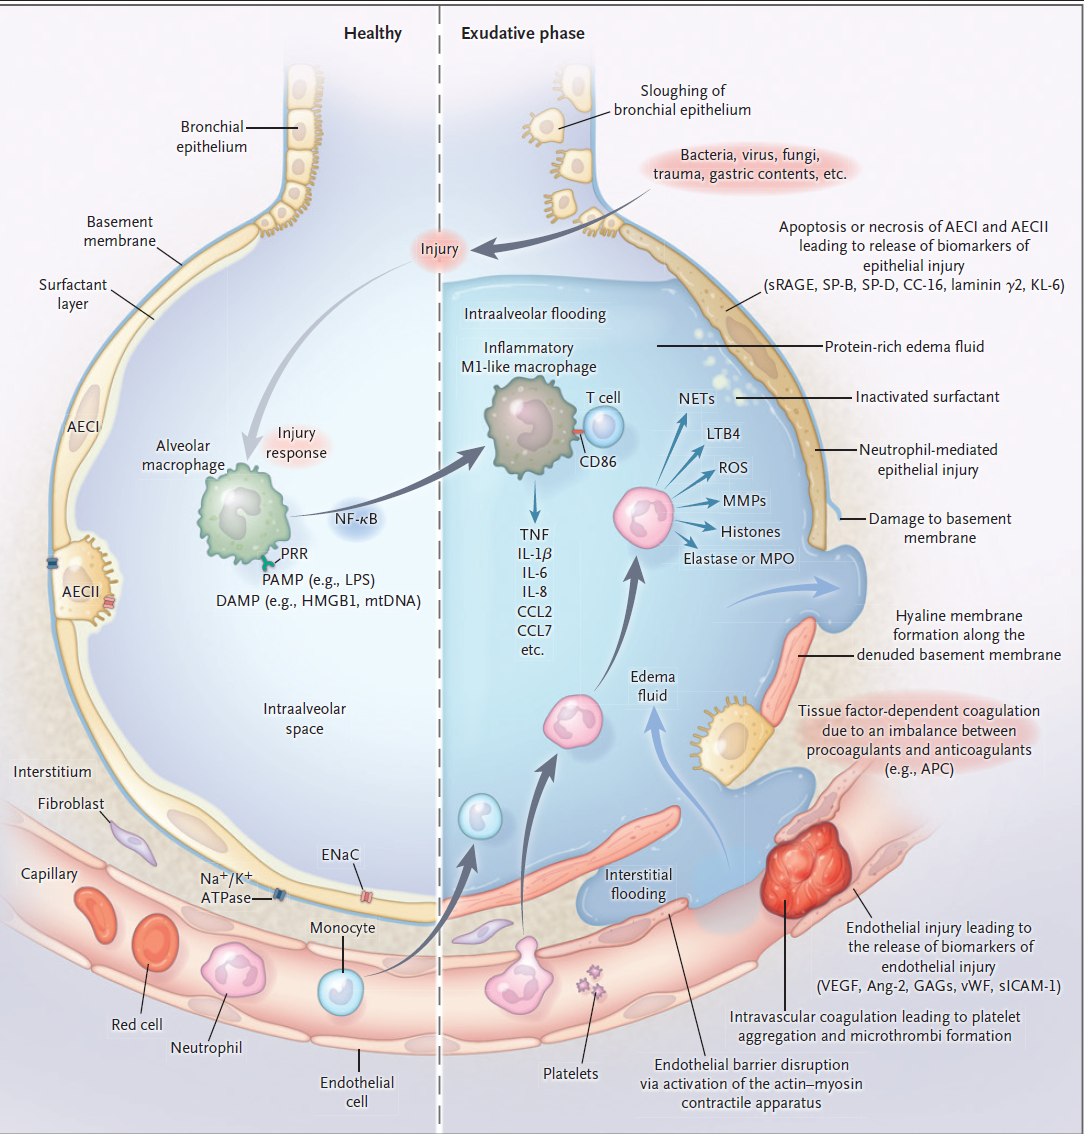 Healthy
Exudative phase
Sloughing of
bronchial epithelium
Bronchial
epithelium
Bacteria, virus, fungi,
trauma, gastric contents, etc.
Basement
membrane
Injury
Apoptosis or necrosis of AECI and AECII
leading to release of biomarkers of
epithelial injury
(sRAGE, SP-B, SP-D, CC-16, laminin γ2, KL-6)
Surfactant
layer
Intraalveolar flooding
Inflammatory
M1-like macrophage
Protein-rich edema fluid
T cell
NETs
Inactivated surfactant
AECI
Alveolar
macrophage
Injury
response
CD86
LTB4
ROS
MMPs
Histones
Elastase or MPO
Neutrophil-mediated
epithelial injury
NF-κB
Damage to basement
membrane
PRR
PAMP (e.g., LPS)
DAMP (e.g., HMGB1, mtDNA)
TNF
IL-1β
IL-6
IL-8
CCL2
CCL7
etc.
AECII
Hyaline membrane
formation along the
denuded basement membrane
Edema
fluid
Intraalveolar
space
Tissue factor-dependent coagulation
due to an imbalance between
procoagulants and anticoagulants
(e.g., APC)
Interstitium
Fibroblast
ENaC
Capillary
Na+/K+
ATPase
Interstitial
flooding
Monocyte
Endothelial injury leading to
the release of biomarkers of
endothelial injury
(VEGF, Ang-2, GAGs, vWF, sICAM-1)
Red cell
Neutrophil
Intravascular coagulation leading to platelet
aggregation and microthrombi formation
Endothelial
cell
Platelets
Endothelial barrier disruption
via activation of the actin–myosin
contractile apparatus